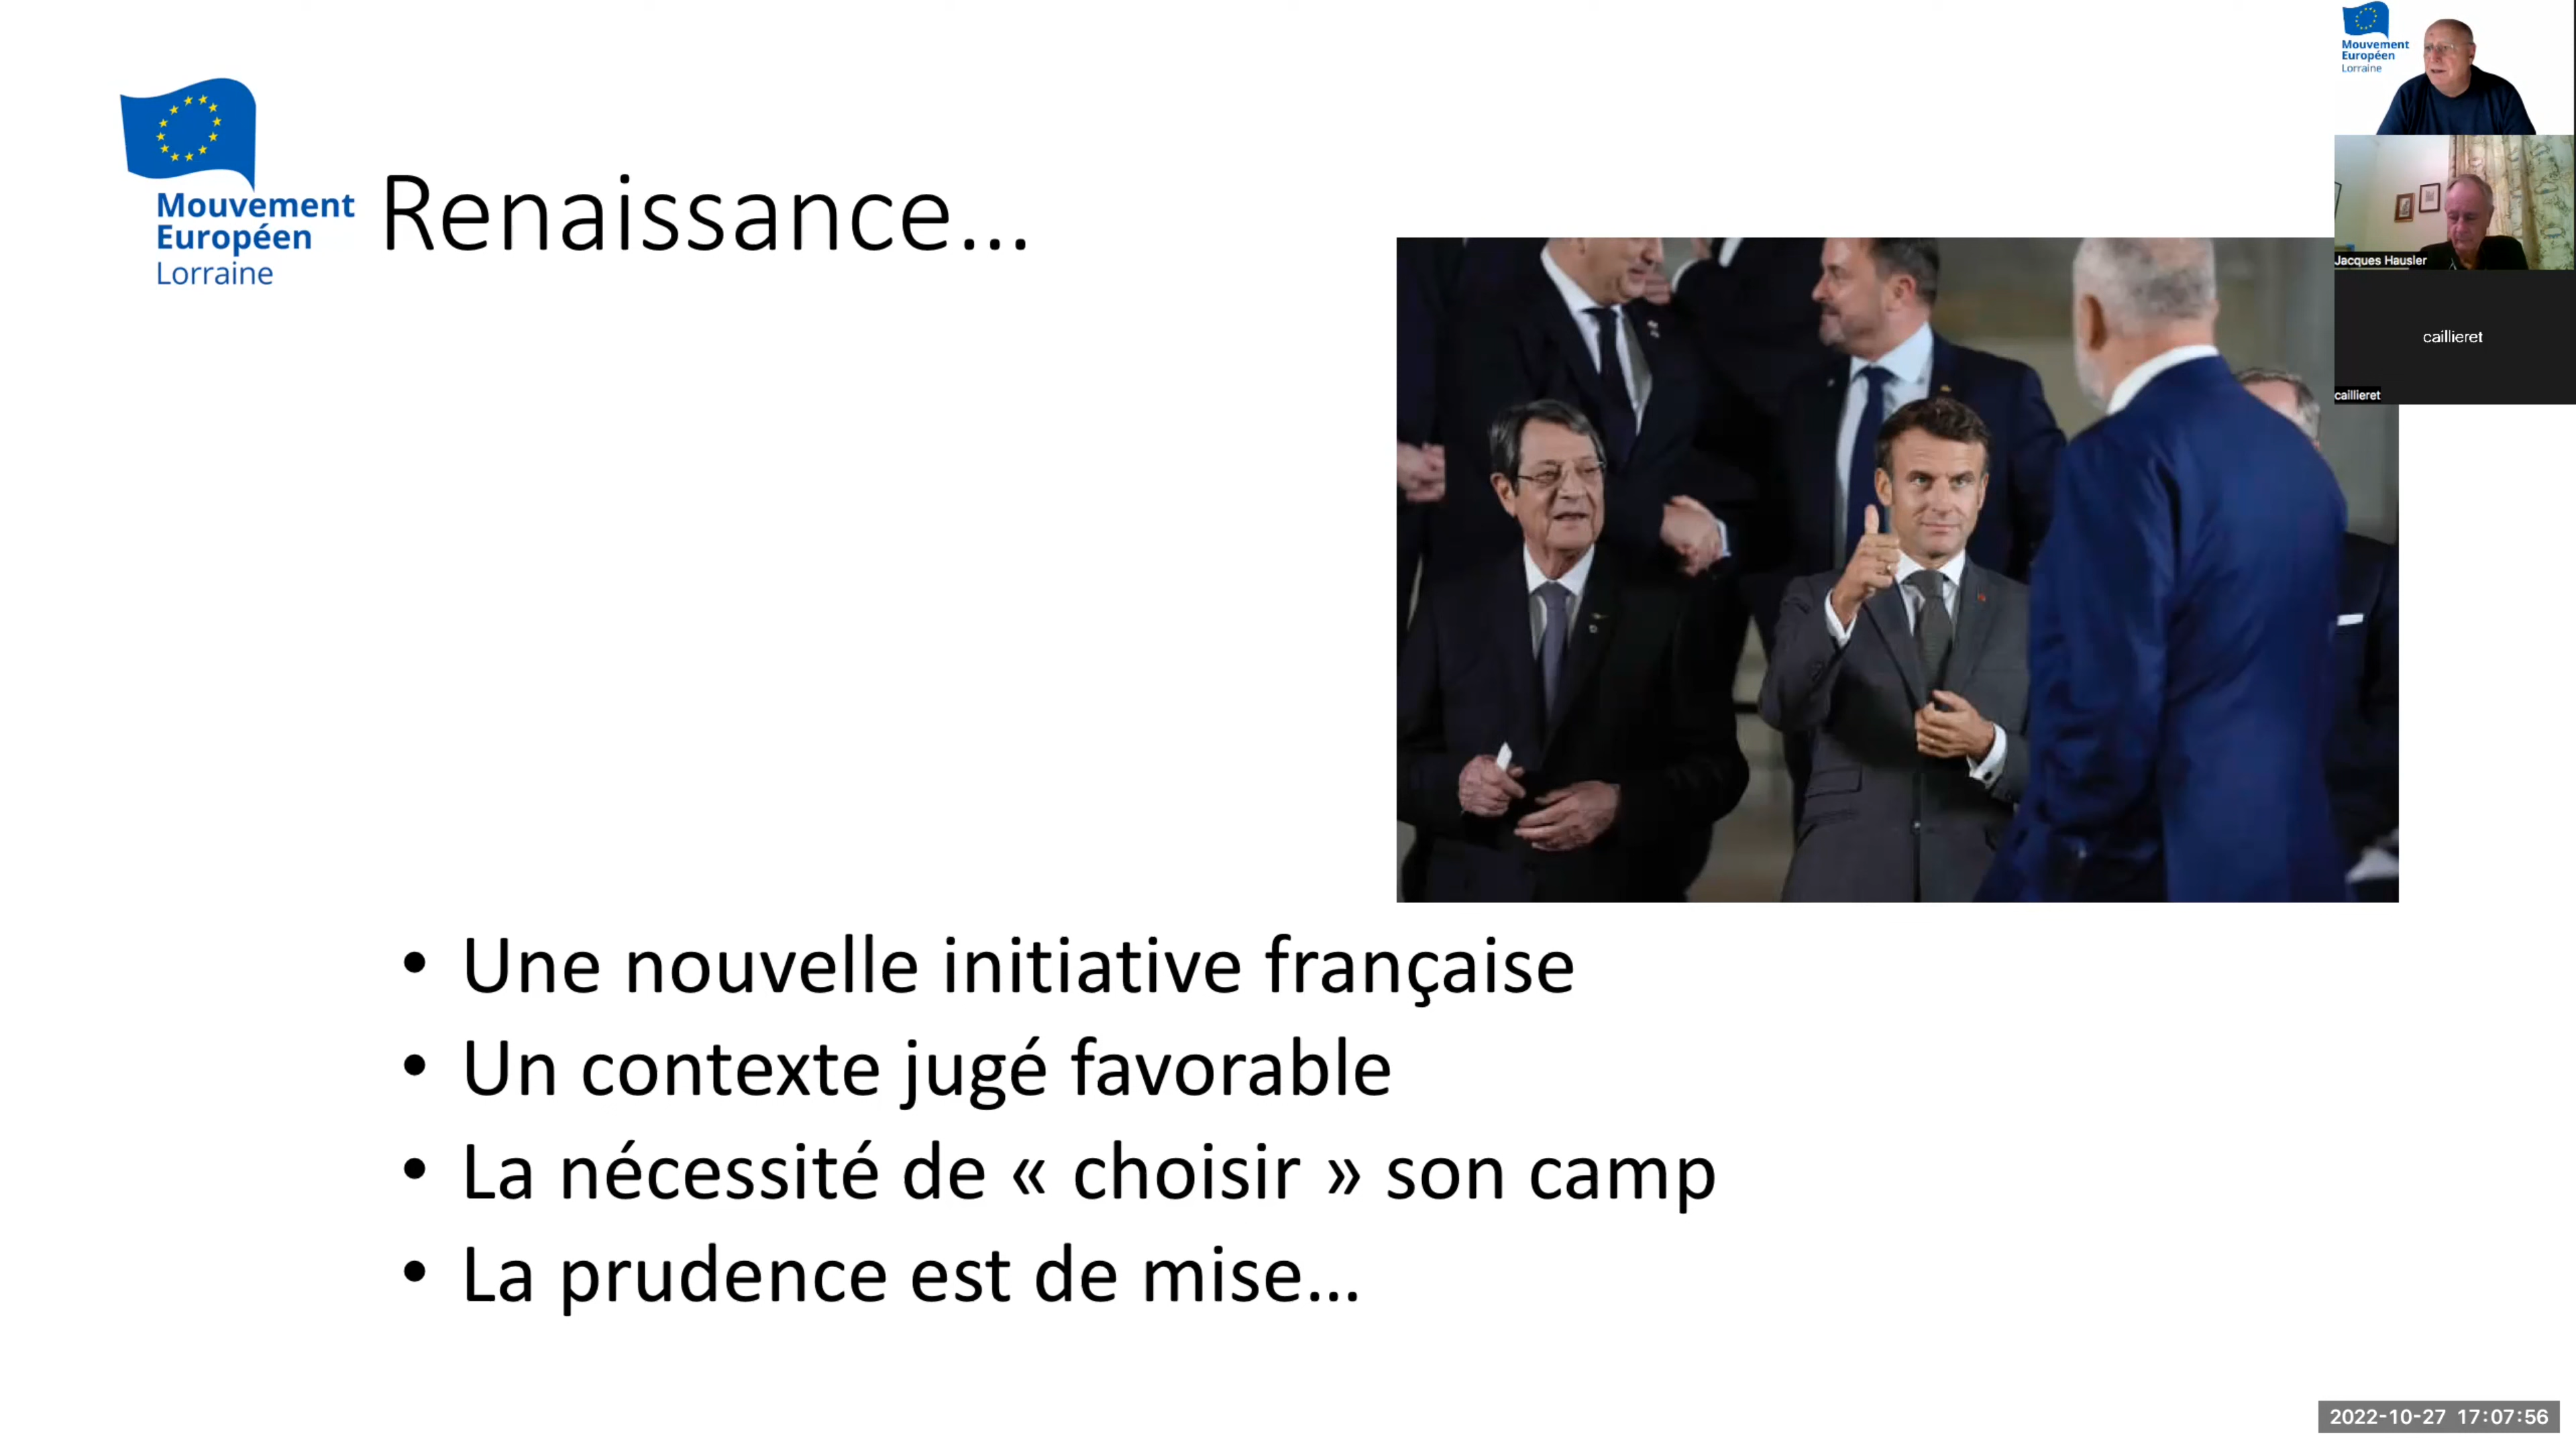 Mouvement
Européen
Lorraine
Renaissance...
• Une nouvelle initiative française
• Un contexte jugé favorable
• La nécessité de « choisir » son camp
• La prudence est de mise...
Mouvement
Européen
Lorraine
Jacques Hausler
caillieret
caillieret
2022-10-27 17:07:56